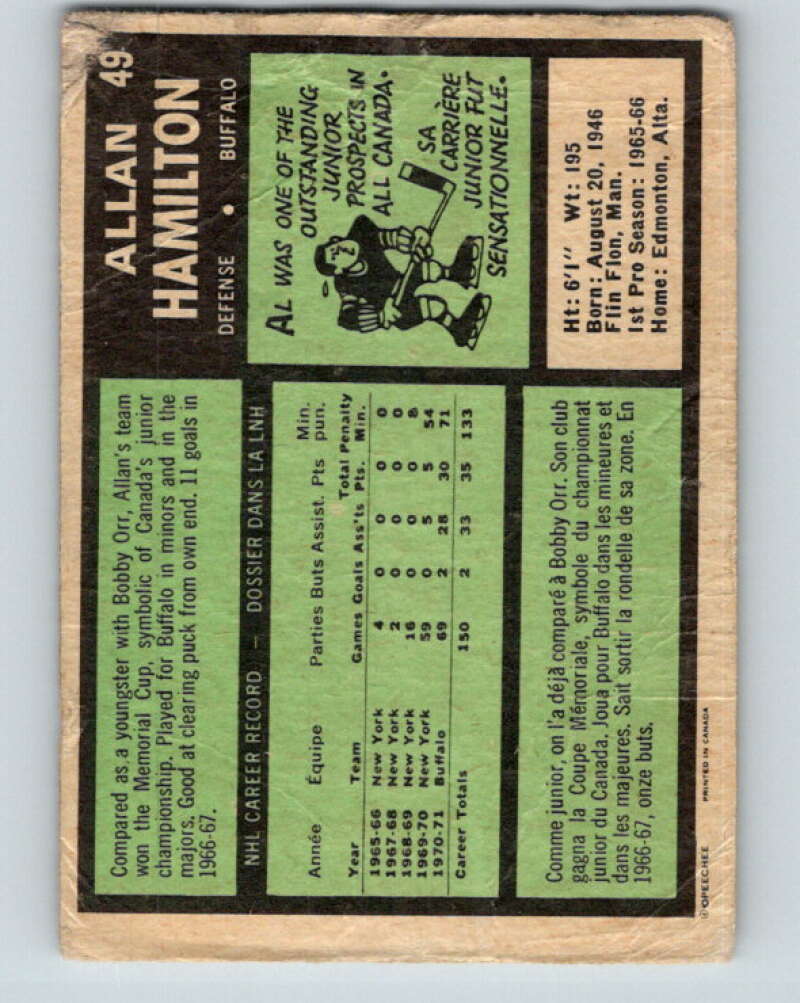 ALLAN 49
HAMILTON
DEFENSE • BUFFALO
Compared as a youngster with Bobby Orr, Allan's team
won the Memorial Cup, symbolic of Canada's junior
championship. Played for Buffalo in minors and in the
majors. Good at clearing puck from own end. 11 goals in
1966-67.
AL WAS ONE OF THE
OUTSTANDING
JUNIOR
PROSPECTS IN
ALL CANADA.
SA
CARRIÈRE
JUNIOR FUT
SENSATIONNELLE.
NHL CAREER RECORD — DOSSIER DANS LA LNH
Année Équipe Parties Buts Assist. Pts Min. pun.
Year Team Games Goals Ass'ts Total Pts. Penalty Min.
1965-66 New York 4 0 0 0 0
1967-68 New York 2 0 0 0 0
1968-69 New York 16 0 0 0 8
1969-70 New York 59 0 5 5 54
1970-71 Buffalo 69 2 28 30 71
Career Totals 150 2 33 35 133
Ht: 6'1" Wt: 195
Born: August 20, 1946
Flin Flon, Man.
1st Pro Season: 1965-66
Home: Edmonton, Alta.
Comme junior, on l'a déjà comparé à Bobby Orr. Son club
gagna la Coupe Mémoriale, symbole du championnat
junior du Canada. Joua pour Buffalo dans les mineures et
dans les majeures. Sait sortir la rondelle de sa zone. En
1966-67, onze buts.
©OPEECHEE PRINTED IN CANADA